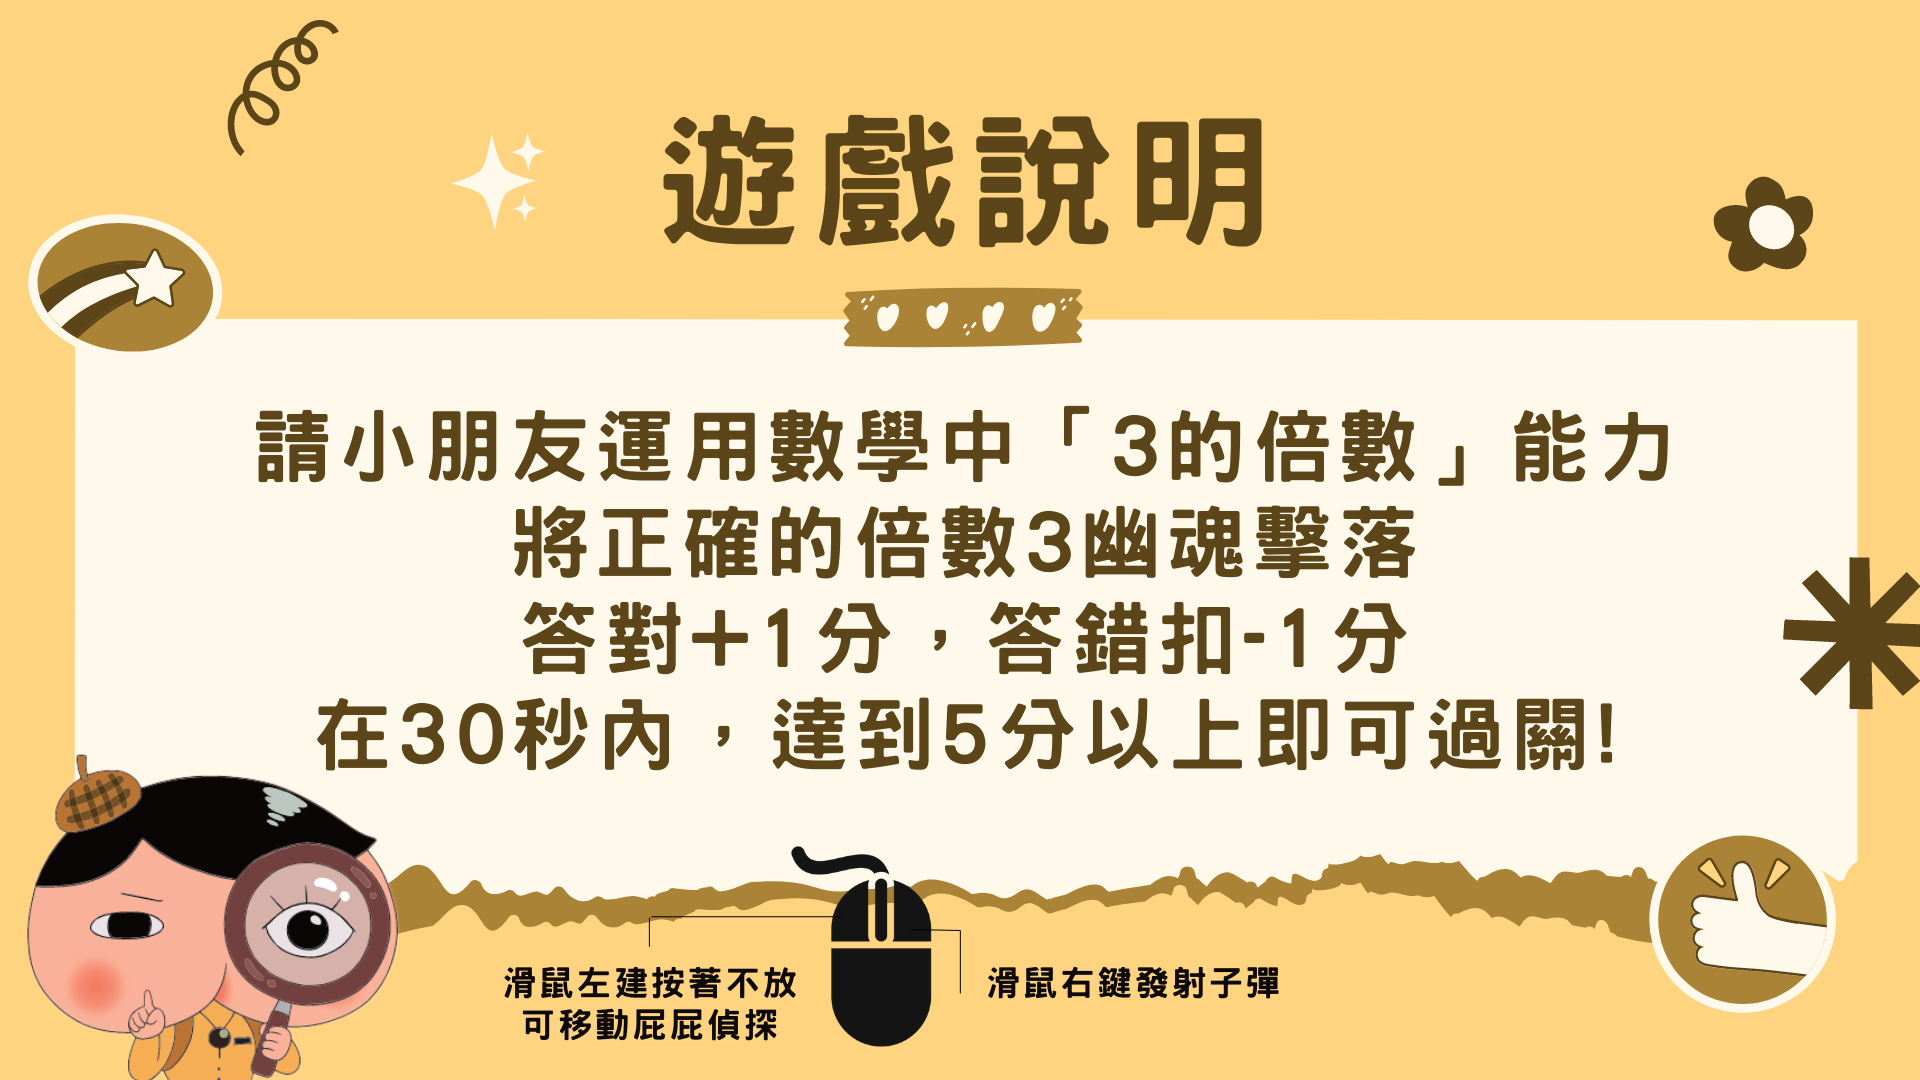 遊戲說明
請小朋友運用數學中「3的倍數」能力
將正確的倍數3幽魂擊落
答對+1分，答錯扣-1分
在30秒內，達到5分以上即可過關!
滑鼠左建按著不放
可移動屁屁偵探
滑鼠右鍵發射子彈